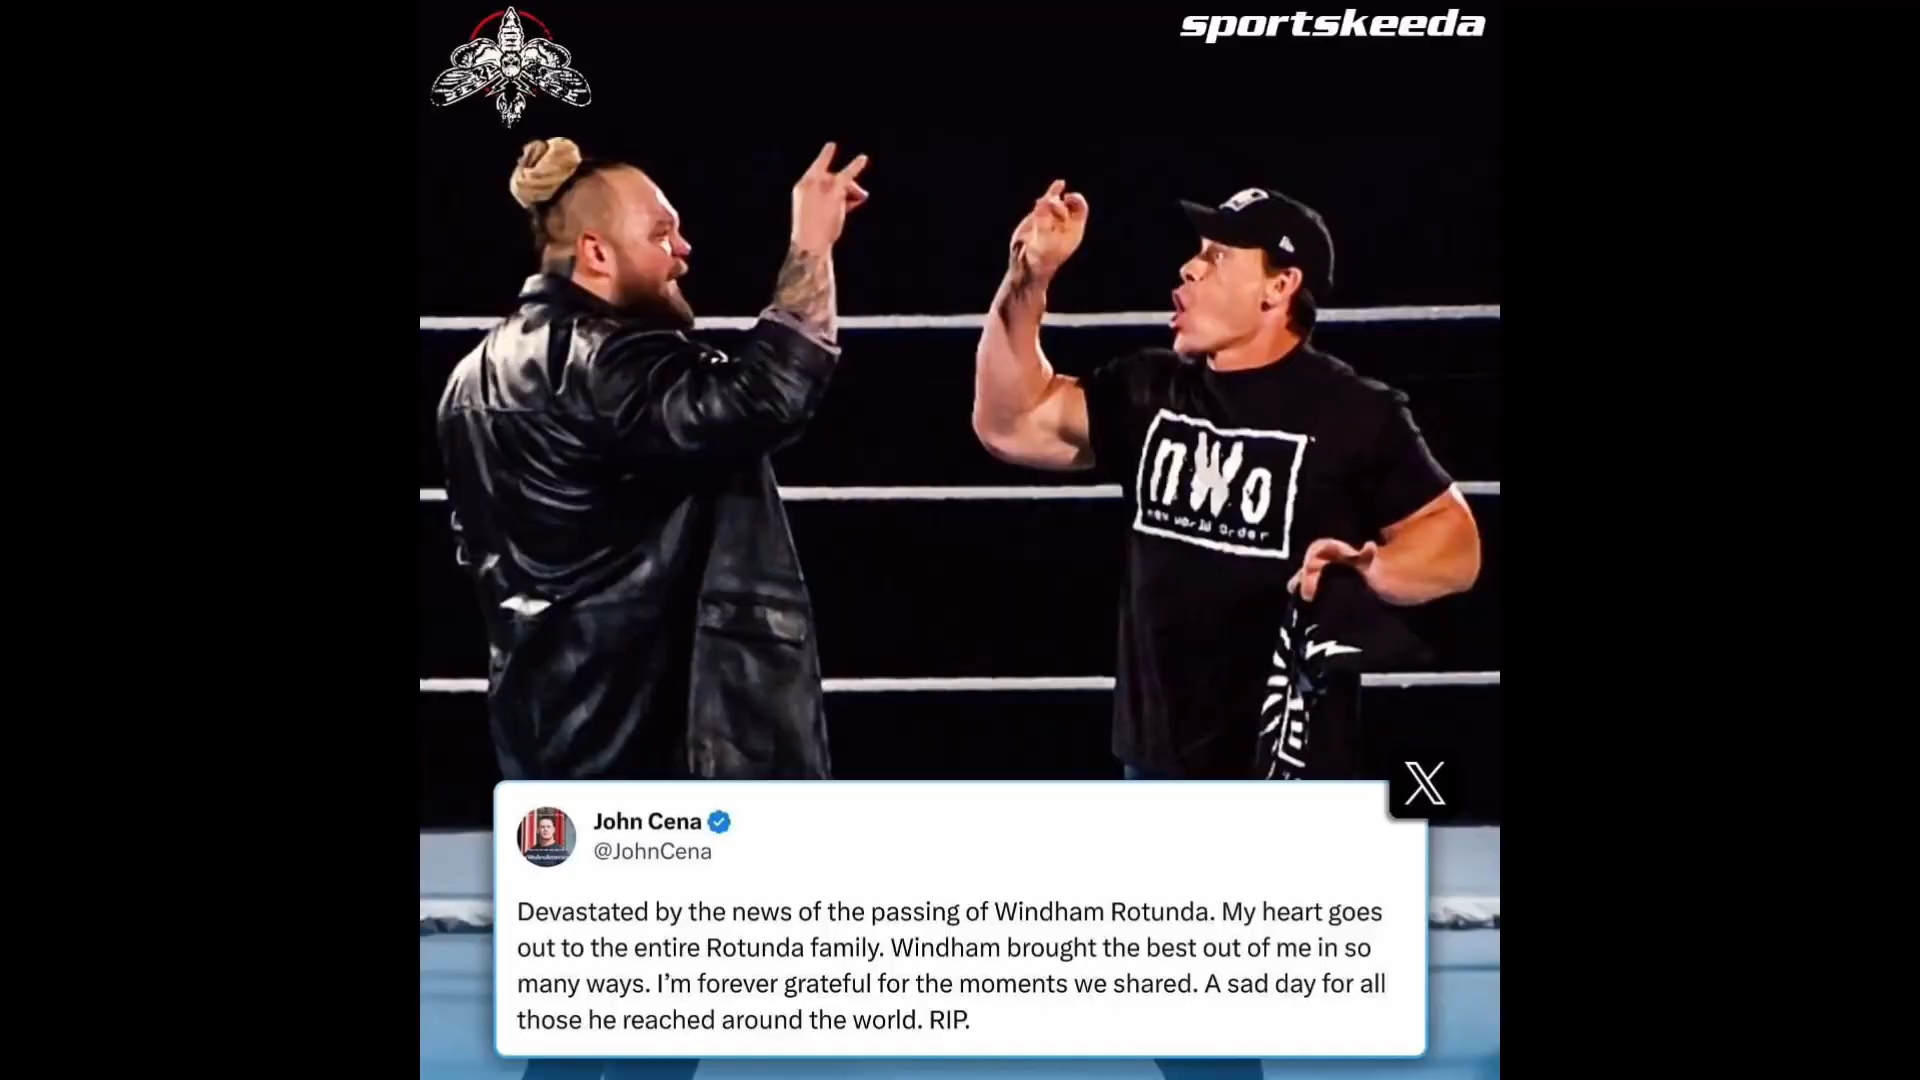 sportskeeda
nWo
new world order
X
John Cena
@JohnCena
Devastated by the news of the passing of Windham Rotunda. My heart goes
out to the entire Rotunda family. Windham brought the best out of me in so
many ways. I’m forever grateful for the moments we shared. A sad day for all
those he reached around the world. RIP.